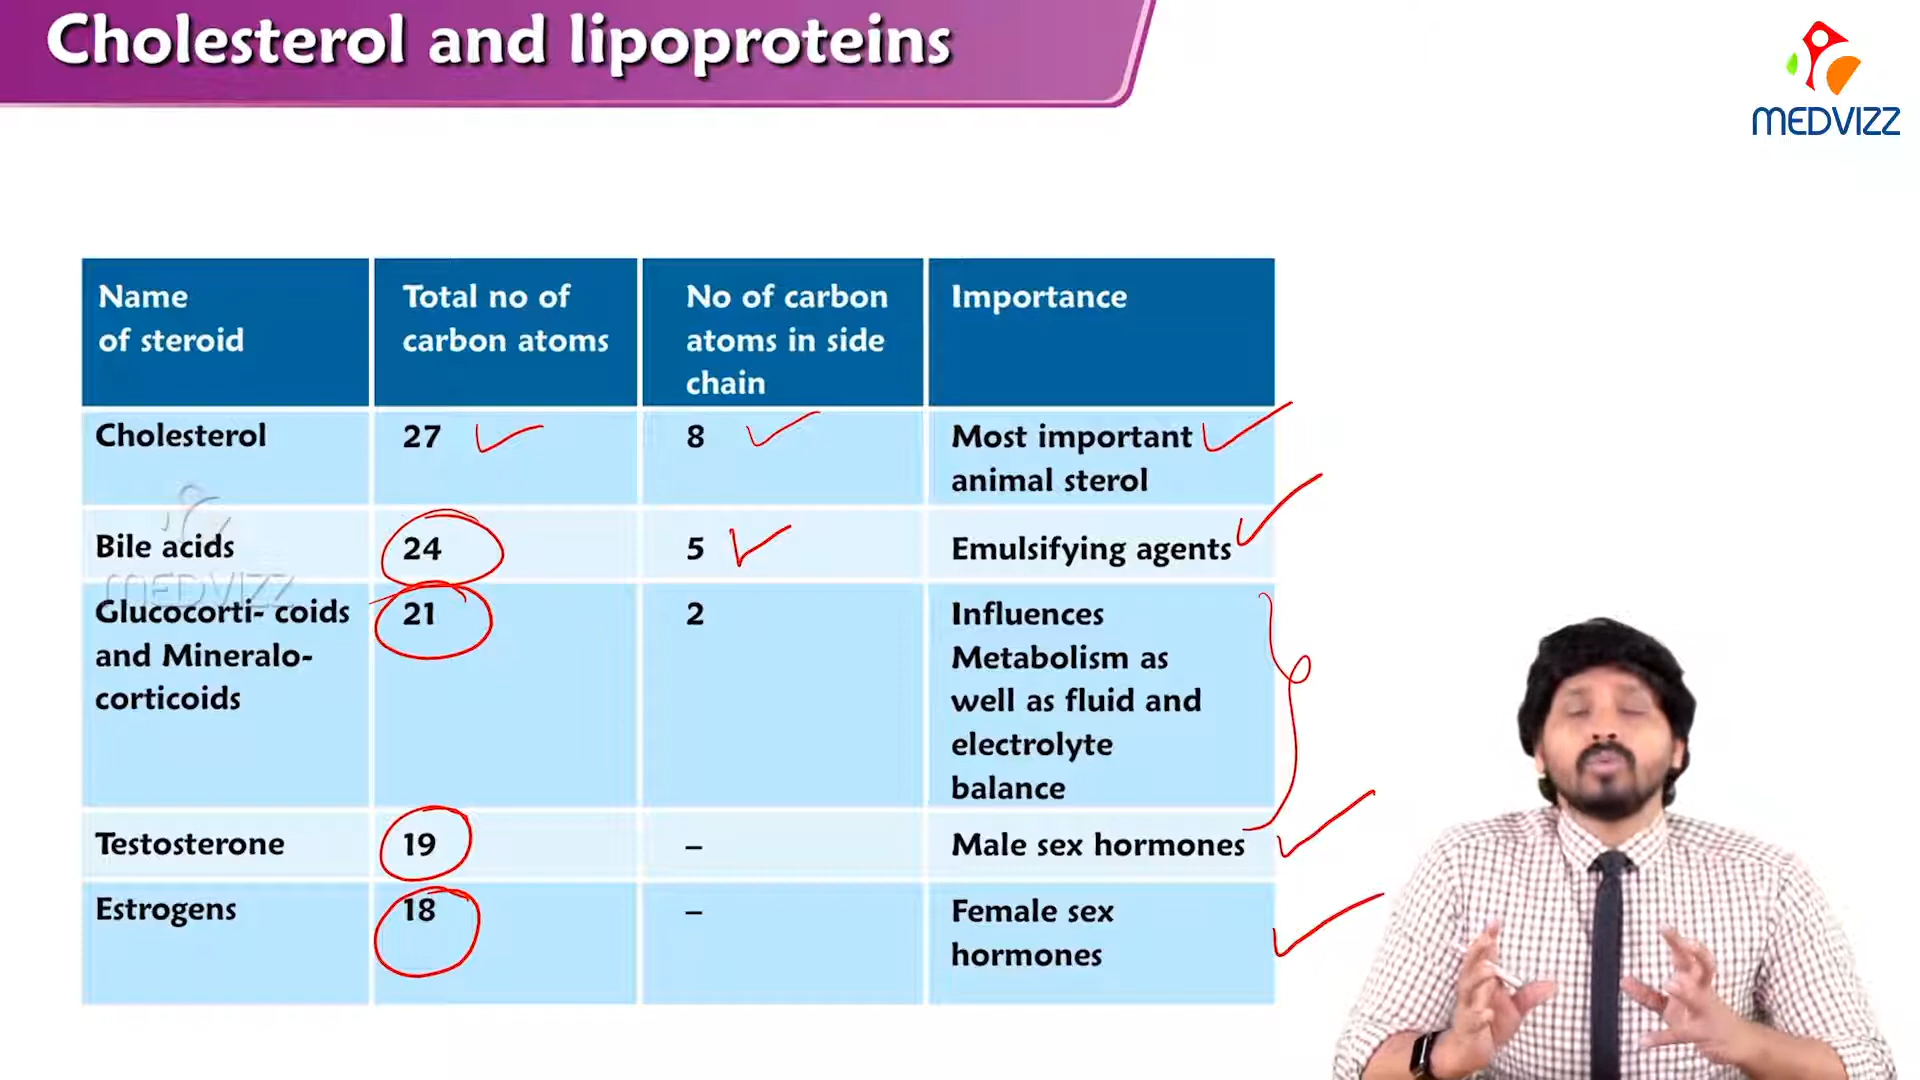 Cholesterol and lipoproteins
MEDVIZZ
Name
of steroid
Total no of
carbon atoms
No of carbon
atoms in side
chain
Importance
Cholesterol
27
8
Most important
animal sterol
Bile acids
24
5
Emulsifying agents
MEDVIZZ
Glucocorti- coids
and Mineralo-
corticoids
21
2
Influences
Metabolism as
well as fluid and
electrolyte
balance
Testosterone
19
–
Male sex hormones
Estrogens
18
–
Female sex
hormones